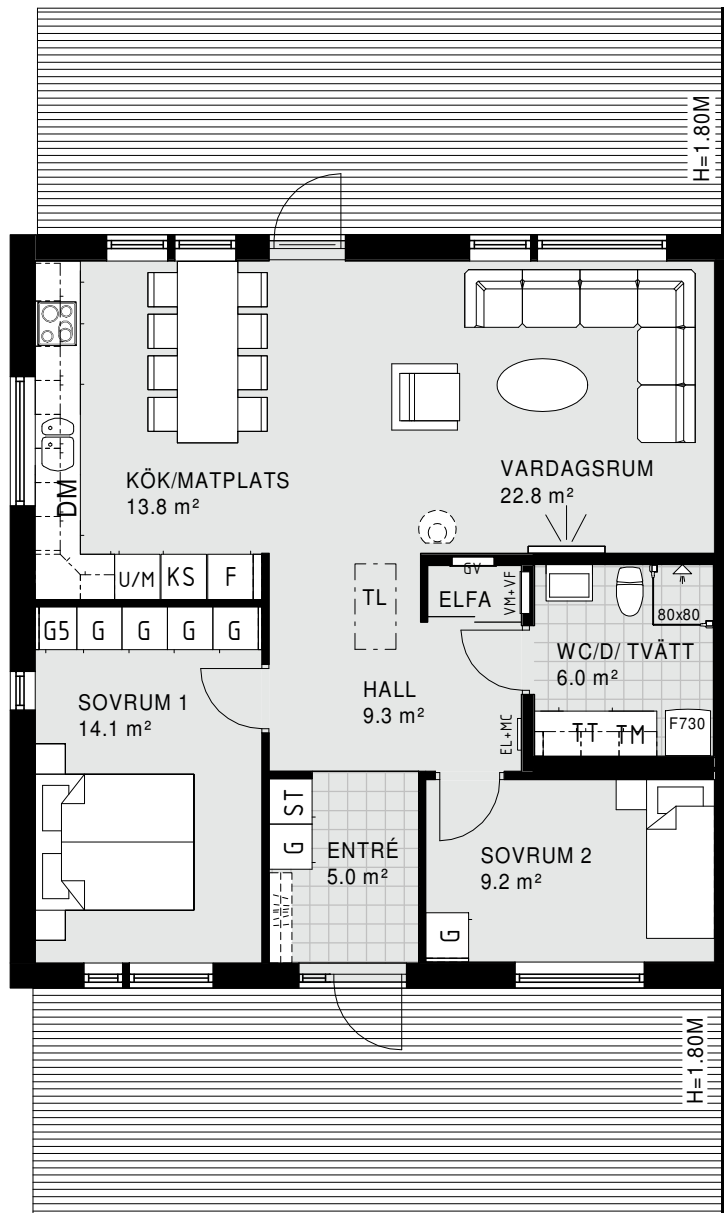 H=1.80M
KÖK/MATPLATS
13.8 m²
VARDAGSRUM
22.8 m²
DM
U/M
KS
F
TL
GV
ELFA
VM+VF
80x80
G5
G
G
G
G
WC/D/ TVÄTT
6.0 m²
SOVRUM 1
14.1 m²
HALL
9.3 m²
EL+MC
TT
TM
F730
ST
G
ENTRÉ
5.0 m²
SOVRUM 2
9.2 m²
G
H=1.80M